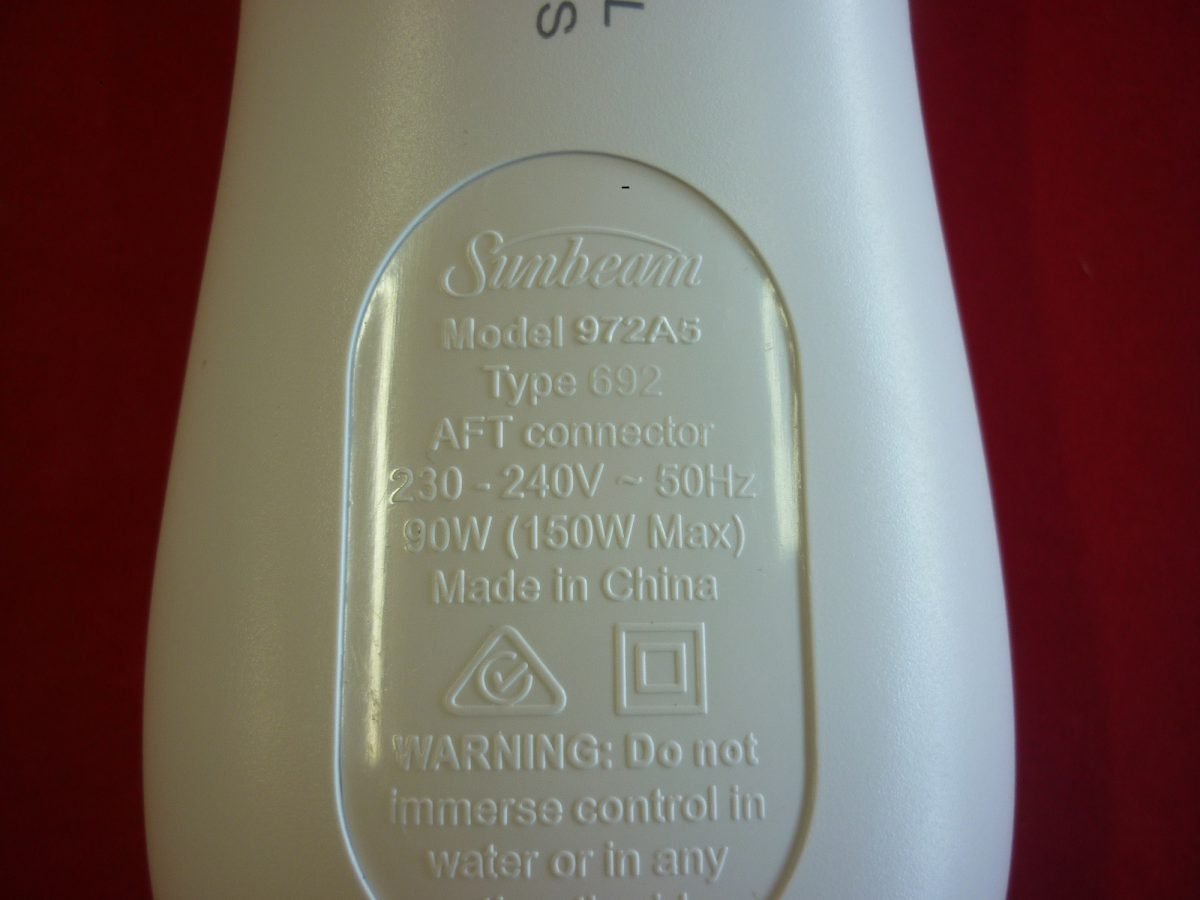 S
Sunbeam
Model 972A5
Type 692
AFT connector
230 - 240V ~ 50Hz
90W (150W Max)
Made in China
WARNING: Do not
immerse control in
water or in any